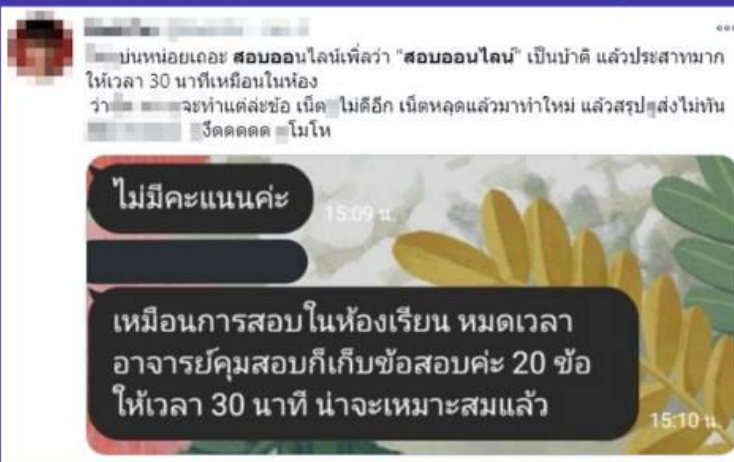 บ่นหน่อยเถอะ สอบออนไลน์เพื่อว่า "สอบออนไลน์" เป็นบ้าติ แล้วประสาทมาก
ให้เวลา 30 นาทีเหมือนในห้อง
ว่า จะทำแต่ล่ะข้อ เน็ต ไม่ดีอีก เน็ตหลุดแล้วมาทำใหม่ แล้วสรุป ส่งไม่ทัน
งึดดดดด โมโห
ไม่มีคะแนนค่ะ
15:09 น.
เหมือนการสอบในห้องเรียน หมดเวลา
อาจารย์คุมสอบก็เก็บข้อสอบค่ะ 20 ข้อ
ให้เวลา 30 นาที น่าจะเหมาะสมแล้ว
15:10 น.